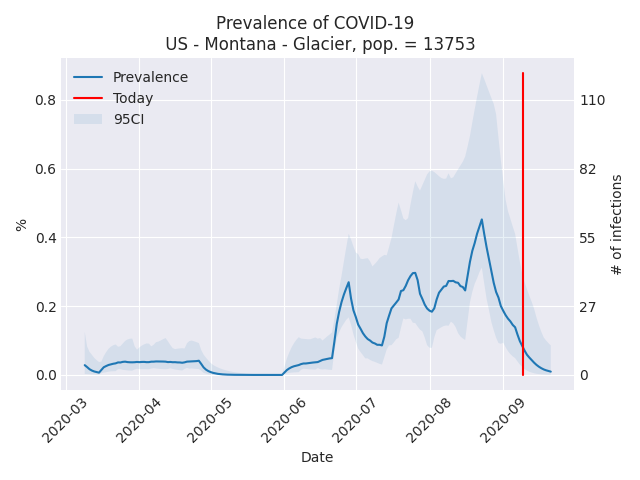 Prevalence of COVID-19
US - Montana - Glacier, pop. = 13753
Prevalence
Today
95CI
0.8
0.6
0.4
0.2
0.0
%
110
82
55
27
0
# of infections
2020-03
2020-04
2020-05
2020-06
2020-07
2020-08
2020-09
Date